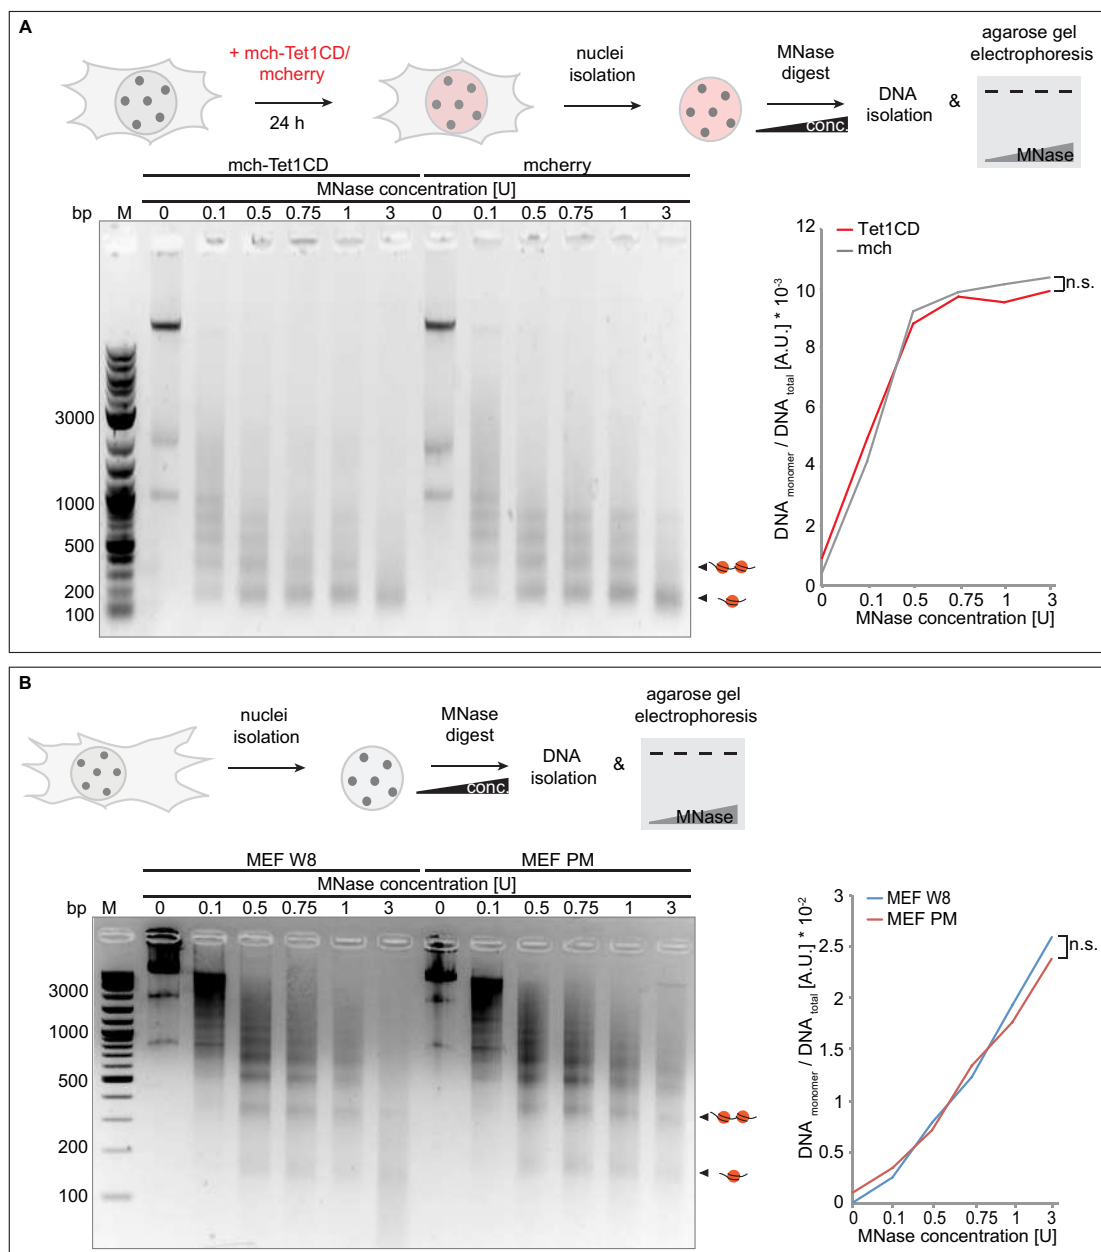 A
+ mch-Tet1CD/
mcherry
24 h
nuclei
isolation
MNase
digest
conc.
DNA
isolation
&
agarose gel
electrophoresis
MNase
mch-Tet1CD mcherry
MNase concentration [U]
bp M 0 0.1 0.5 0.75 1 3 0 0.1 0.5 0.75 1 3
3000
1000
500
200
100
Tet1CD
mch
n.s.
DNA monomer / DNA total [A.U.] * 10-3
12
10
8
6
4
2
0
0 0.1 0.5 0.75 1 3
MNase concentration [U]
B
nuclei
isolation
MNase
digest
conc.
DNA
isolation
&
agarose gel
electrophoresis
MNase
MEF W8 MEF PM
MNase concentration [U]
bp M 0 0.1 0.5 0.75 1 3 0 0.1 0.5 0.75 1 3
3000
1000
500
200
100
MEF W8
MEF PM
n.s.
DNA monomer / DNA total [A.U.] * 10-2
3
2.5
2
1.5
1
0.5
0
0 0.1 0.5 0.75 1 3
MNase concentration [U]